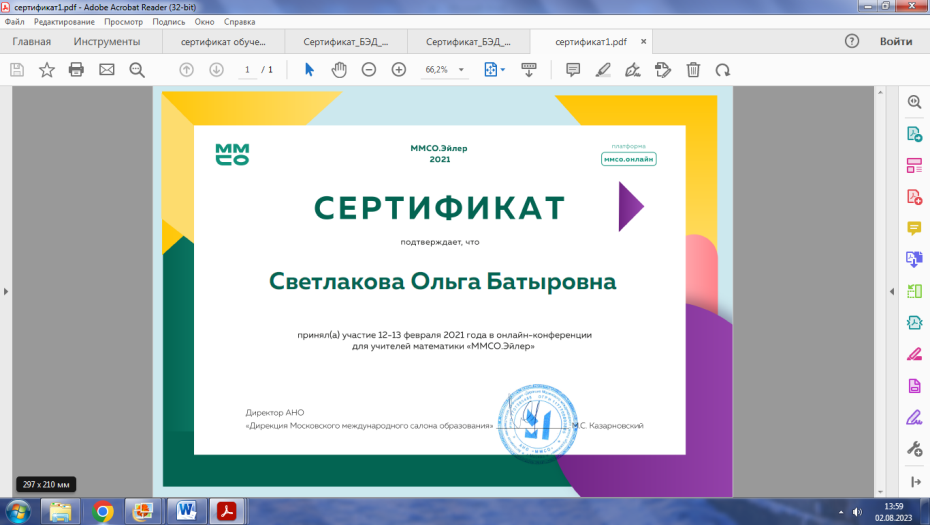 сертификат1.pdf - Adobe Acrobat Reader (32-bit)
Файл Редактирование Просмотр Подпись Окно Справка
Главная Инструменты сертификат обуче... Сертификат_БЭД_... Сертификат_БЭД_... сертификат1.pdf × ? Войти
1 / 1 66,2%
ММСО
ММСО.Эйлер
2021
платформа
ммсо.онлайн
СЕРТИФИКАТ
подтверждает, что
Светлакова Ольга Батыровна
принял(а) участие 12-13 февраля 2021 года в онлайн-конференции
для учителей математики «ММСО.Эйлер»
Директор АНО
«Дирекция Московского международного салона образования» М.С. Казарновский
297 x 210 мм
13:59
02.08.2023